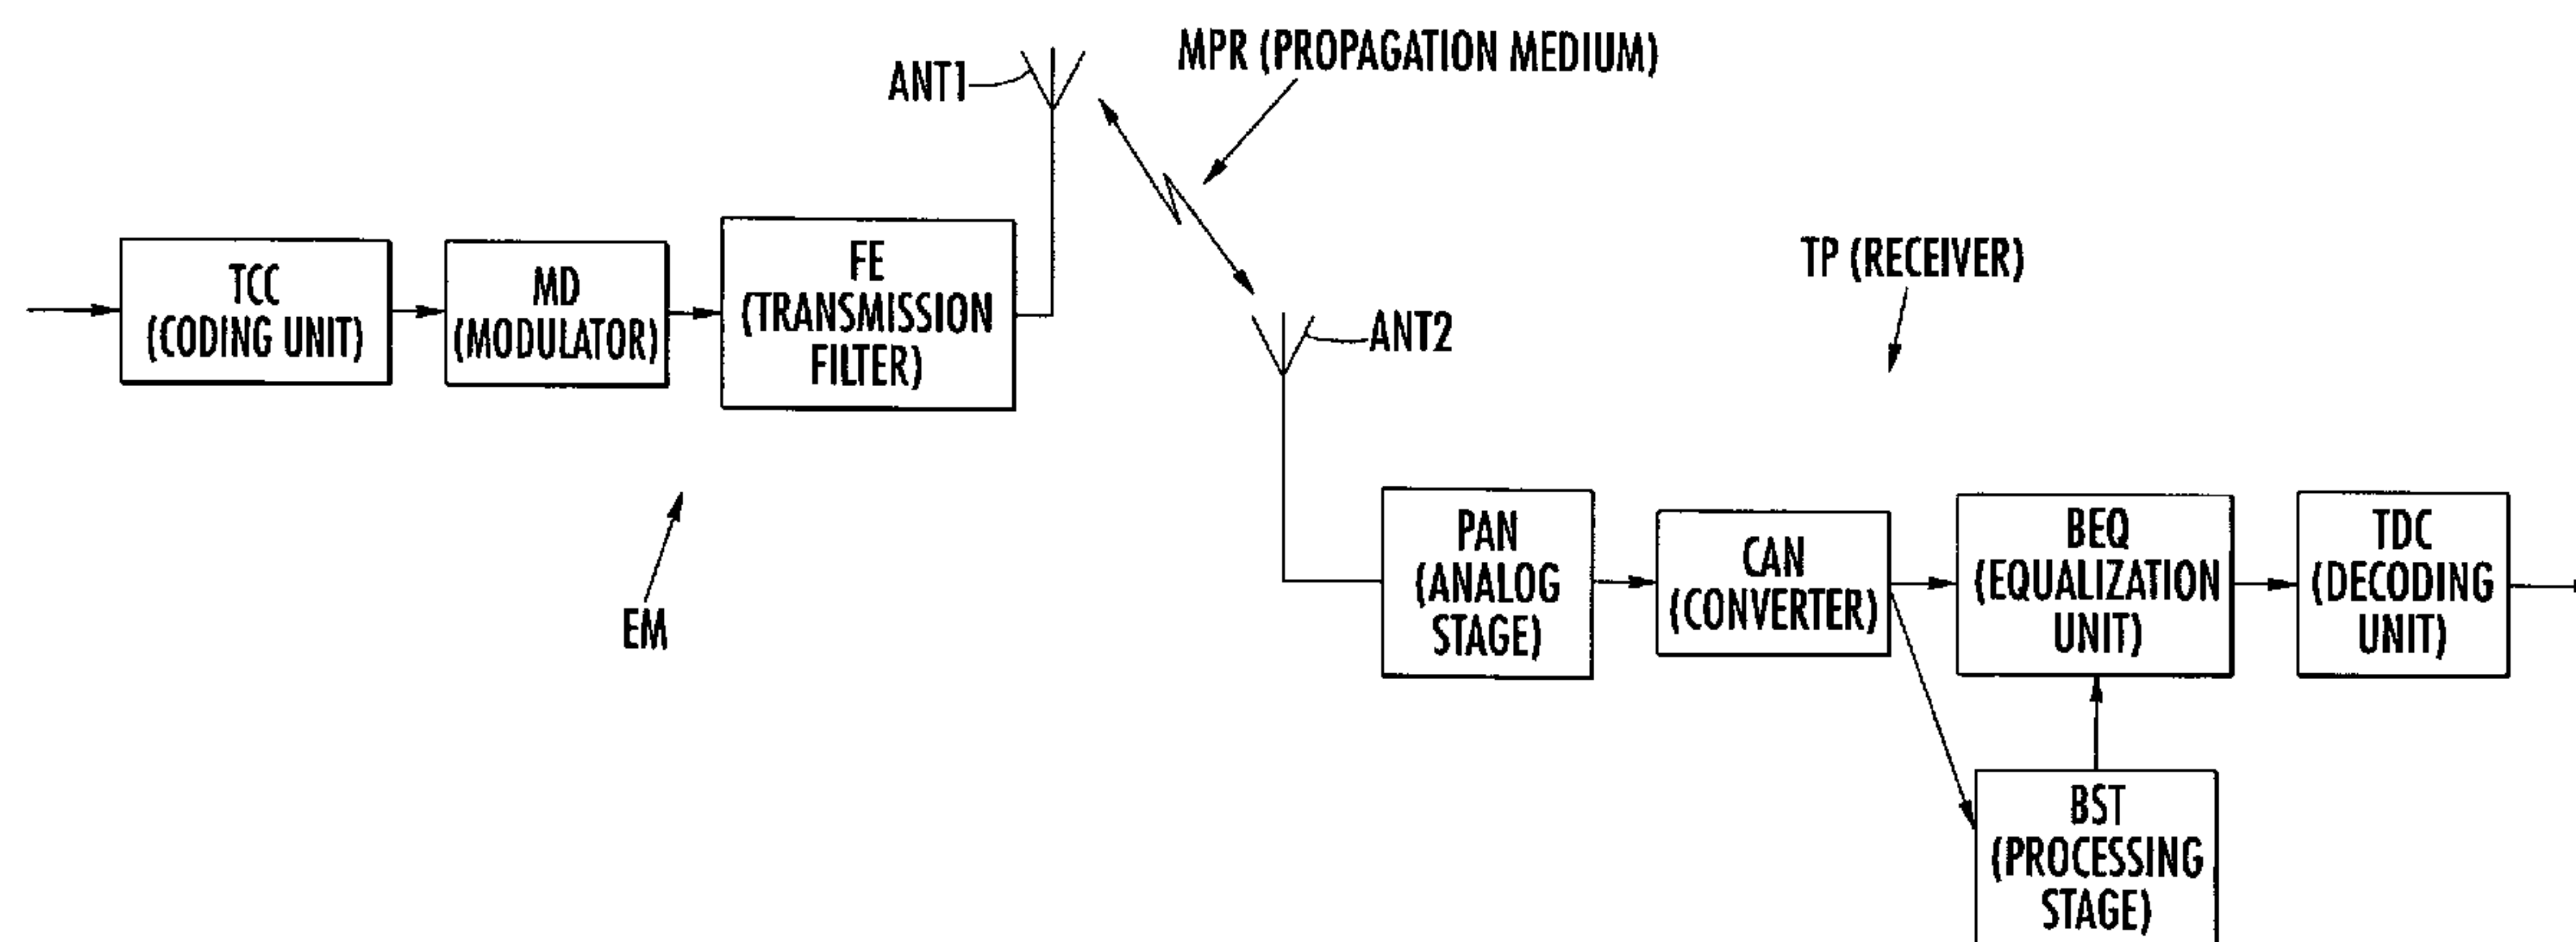 MPR (PROPAGATION MEDIUM)
ANT1
TCC
(CODING UNIT)
MD
(MODULATOR)
FE
(TRANSMISSION
FILTER)
TP (RECEIVER)
ANT2
EM
PAN
(ANALOG
STAGE)
CAN
(CONVERTER)
BEQ
(EQUALIZATION
UNIT)
TDC
(DECODING
UNIT)
BST
(PROCESSING
STAGE)